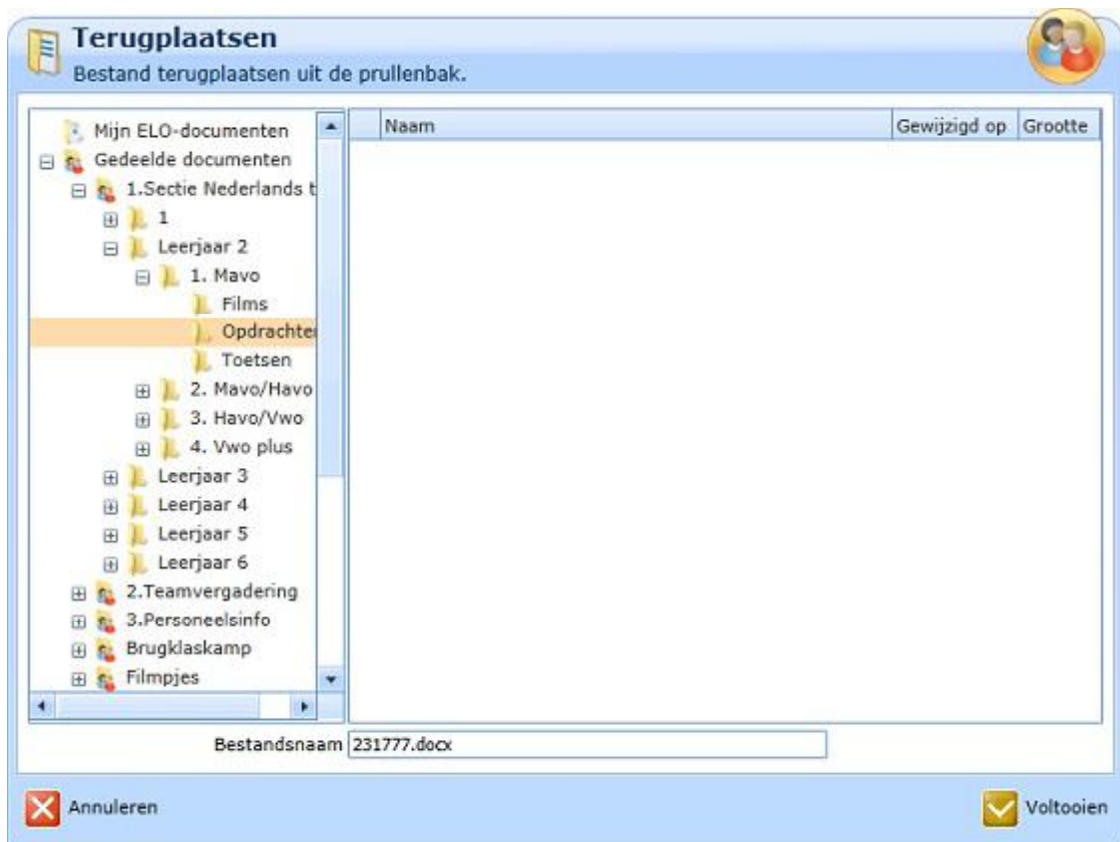 Terugplaatsen
Bestand terugplaatsen uit de prullenbak.
Mijn ELO-documenten
Gedeelde documenten
1.Sectie Nederlands t
1
Leerjaar 2
1. Mavo
Films
Opdrachte
Toetsen
2. Mavo/Havo
3. Havo/Vwo
4. Vwo plus
Leerjaar 3
Leerjaar 4
Leerjaar 5
Leerjaar 6
2.Teamvergadering
3.Personeelsinfo
Brugklaskamp
Filmpjes
Naam Gewijzigd op Grootte
Bestandsnaam 231777.docx
Annuleren Voltooien